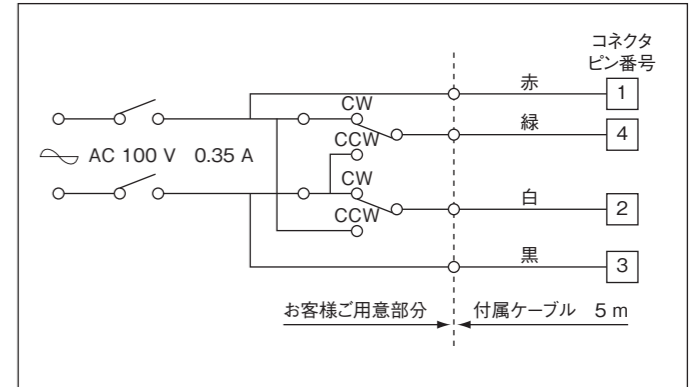 コネクタ
ピン番号
赤
1
CW
緑
4
CCW
AC 100 V 0.35 A
CW
白
2
CCW
黒
3
お客様ご用意部分
付属ケーブル 5 m